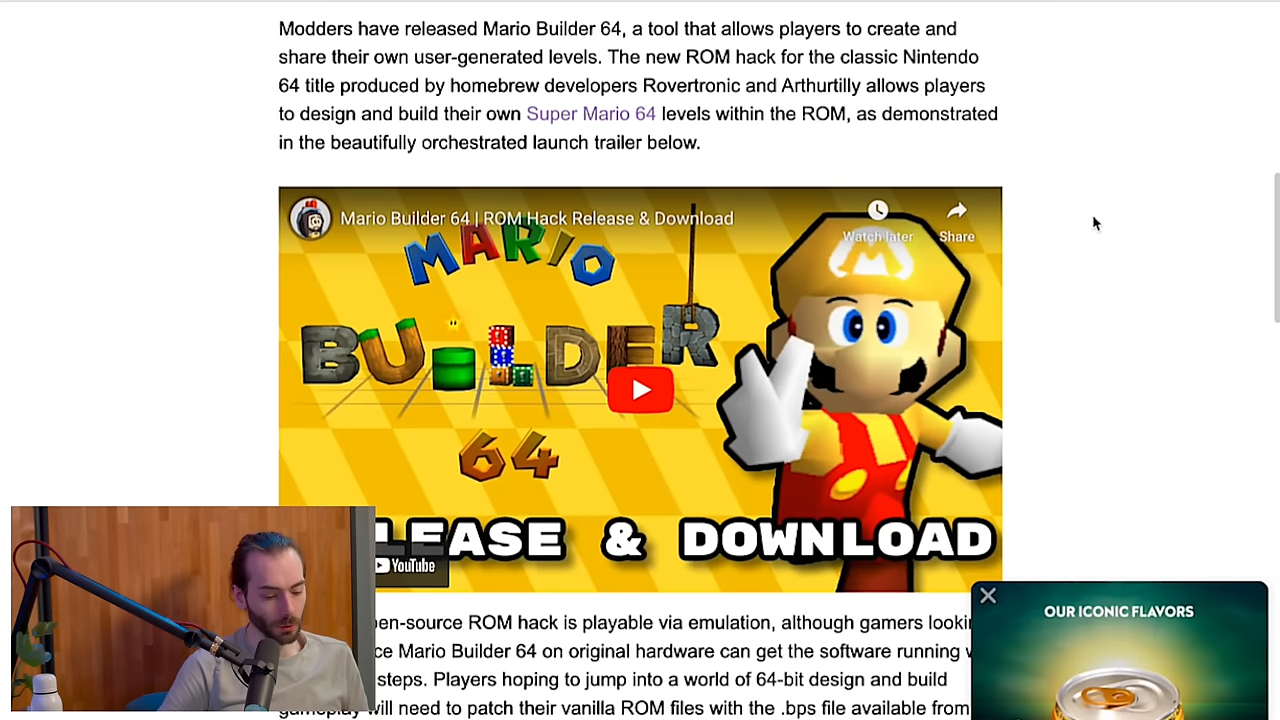 Modders have released Mario Builder 64, a tool that allows players to create and
share their own user-generated levels. The new ROM hack for the classic Nintendo
64 title produced by homebrew developers Rovertronic and Arthurtilly allows players
to design and build their own Super Mario 64 levels within the ROM, as demonstrated
in the beautifully orchestrated launch trailer below.
Mario Builder 64 | ROM Hack Release & Download
Watch later
Share
MARIO
BUILDER
64
LEASE & DOWNLOAD
YouTube
OUR ICONIC FLAVORS
open-source ROM hack is playable via emulation, although gamers
Mario Builder 64 on original hardware can get the software running
steps. Players hoping to jump into a world of 64-bit design and build
gameplay will need to patch their vanilla ROM files with the .bps file available from